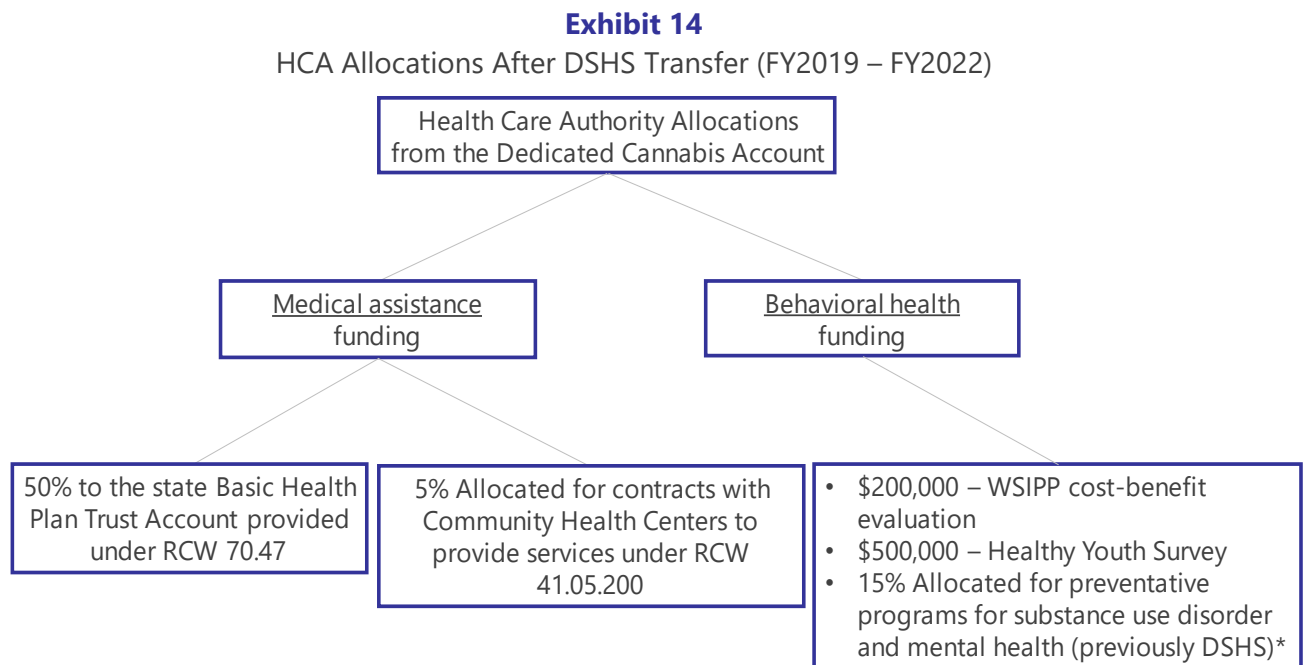 Exhibit 14
HCA Allocations After DSHS Transfer (FY2019 – FY2022)
Health Care Authority Allocations
from the Dedicated Cannabis Account
Medical assistance
funding
Behavioral health
funding
50% to the state Basic Health
Plan Trust Account provided
under RCW 70.47
5% Allocated for contracts with
Community Health Centers to
provide services under RCW
41.05.200
• $200,000 – WSIPP cost-benefit
evaluation
• $500,000 – Healthy Youth Survey
• 15% Allocated for preventative
programs for substance use disorder
and mental health (previously DSHS)*